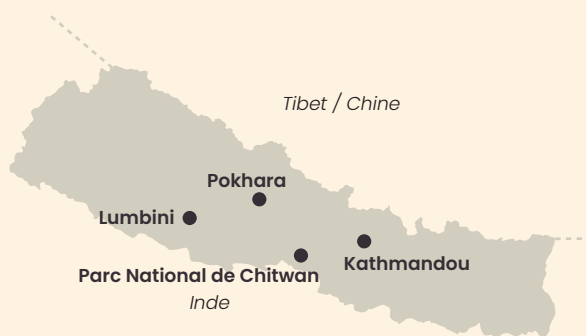 Tibet / Chine
Pokhara
Lumbini
Kathmandou
Parc National de Chitwan
Inde